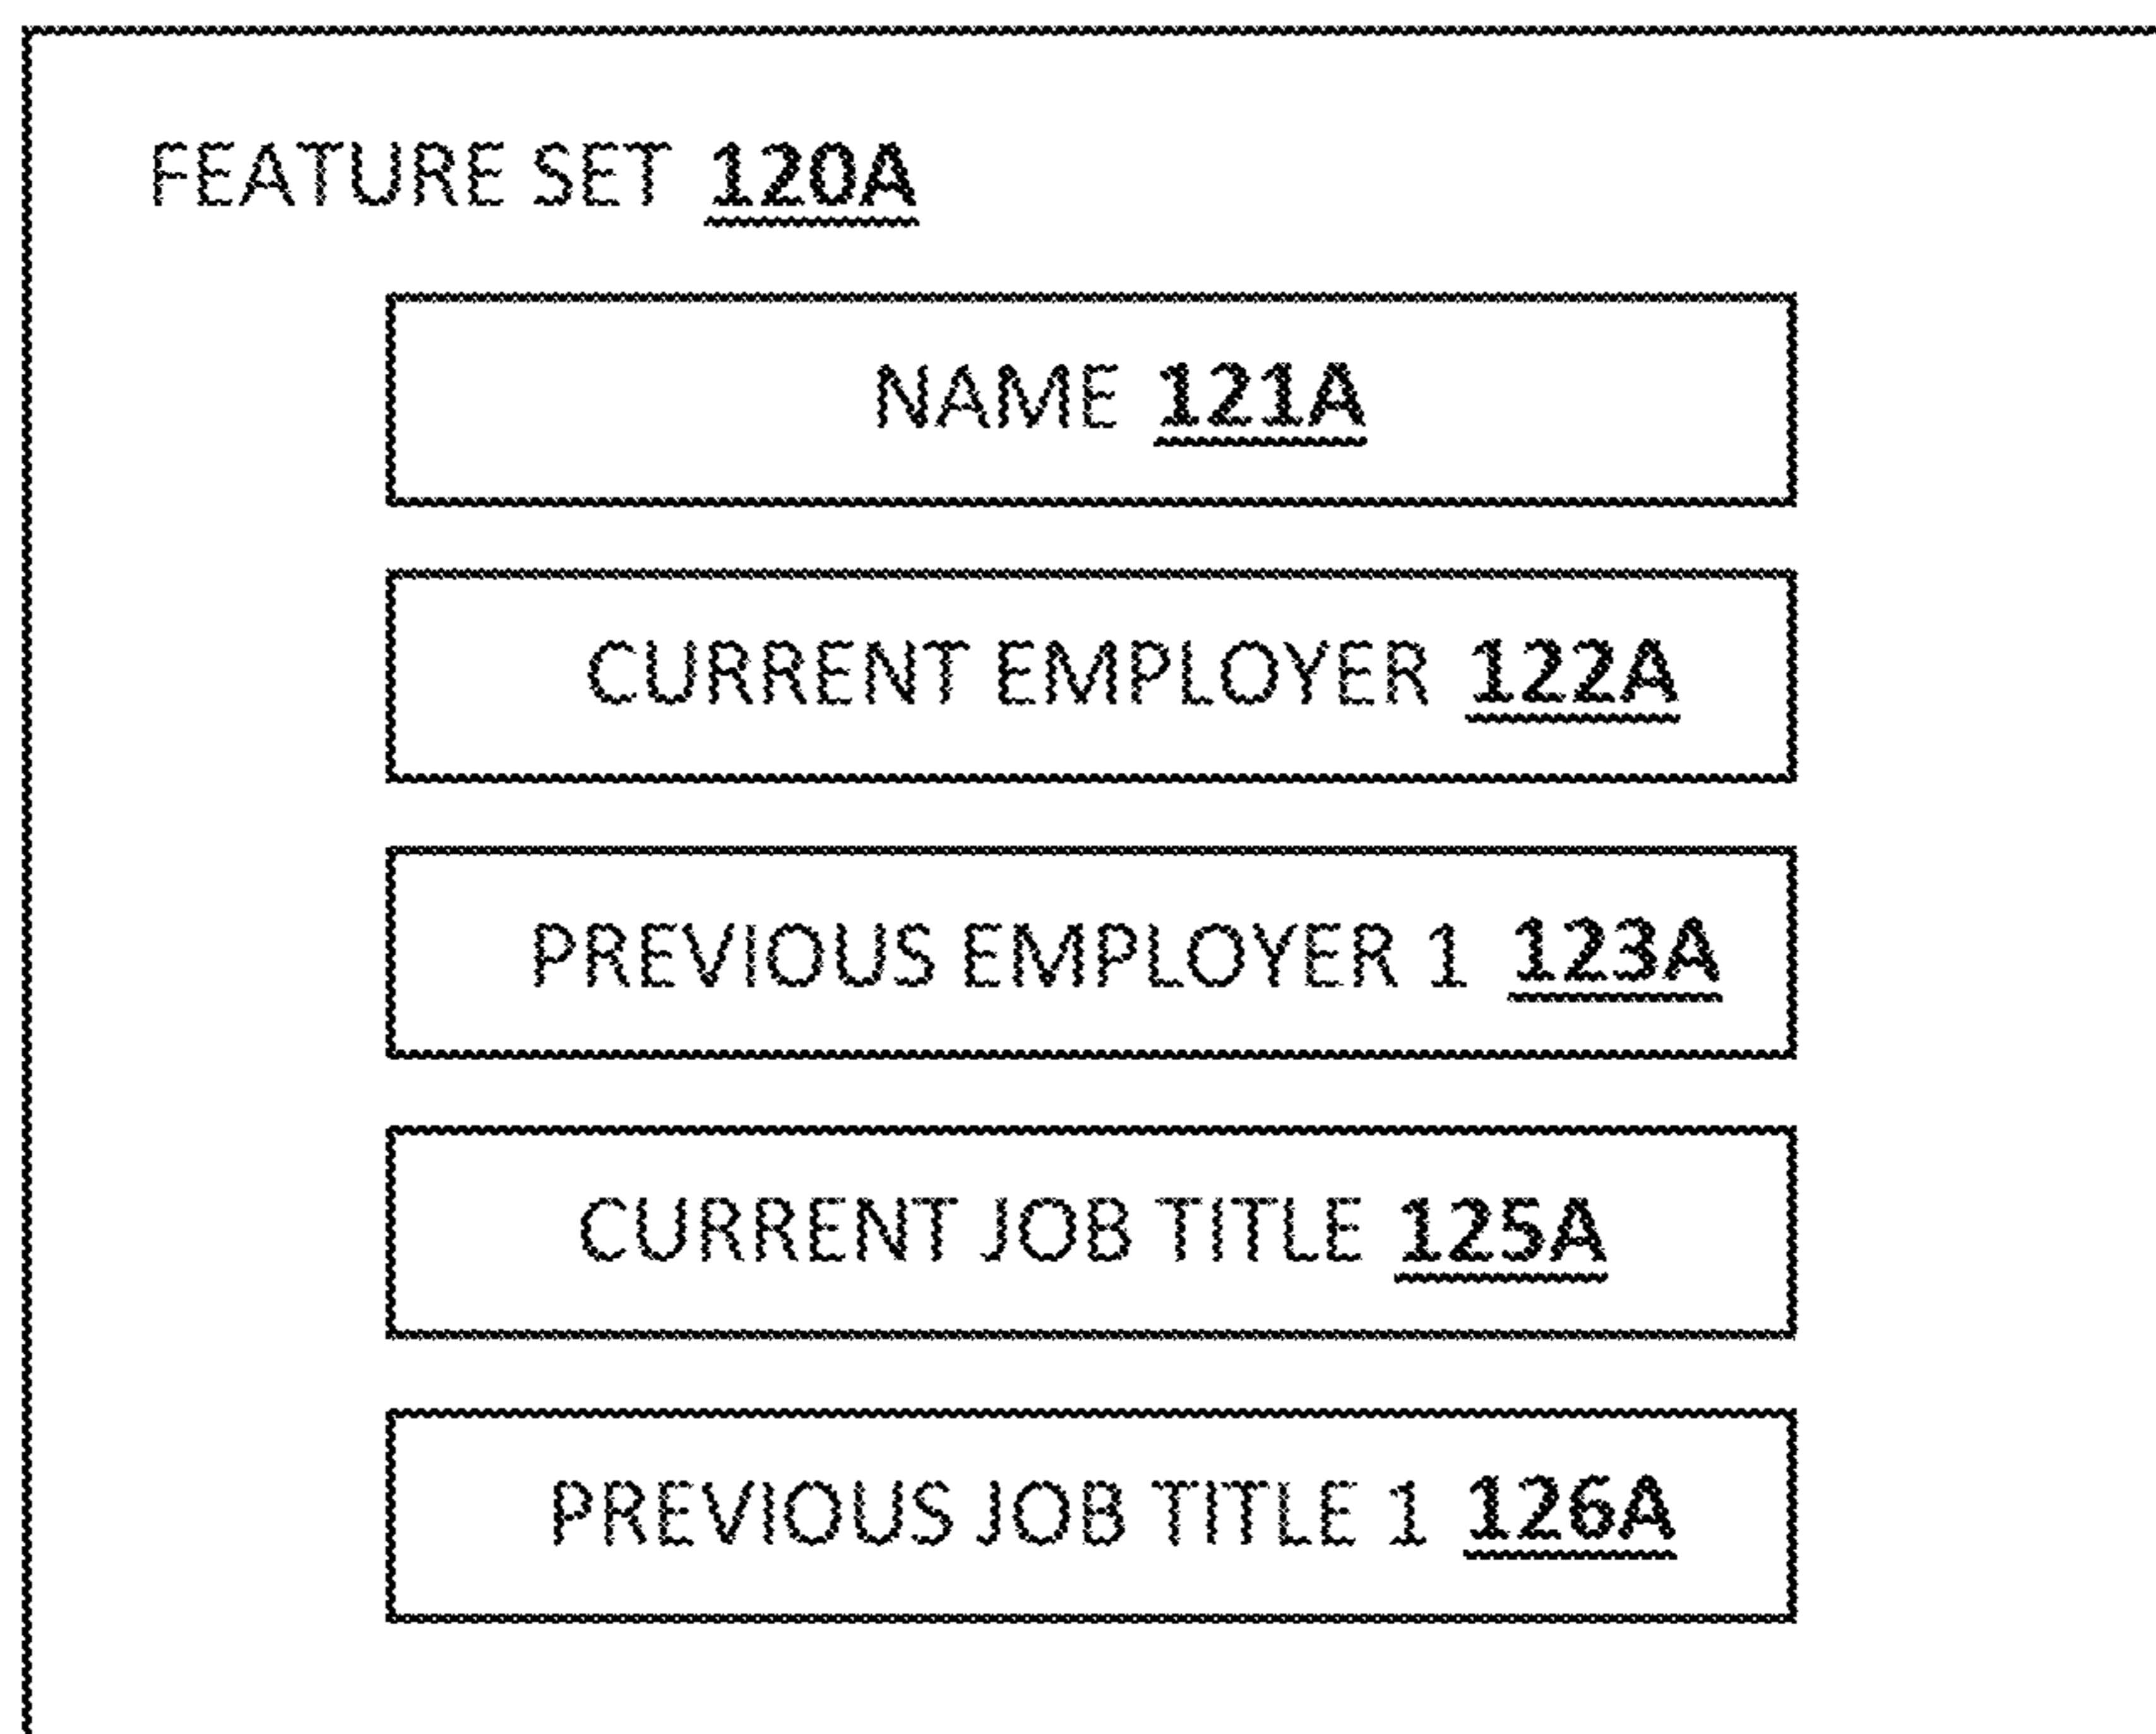 FEATURE SET 120A
NAME 121A
CURRENT EMPLOYER 122A
PREVIOUS EMPLOYER 1 123A
CURRENT JOB TITLE 125A
PREVIOUS JOB TITLE 1 126A